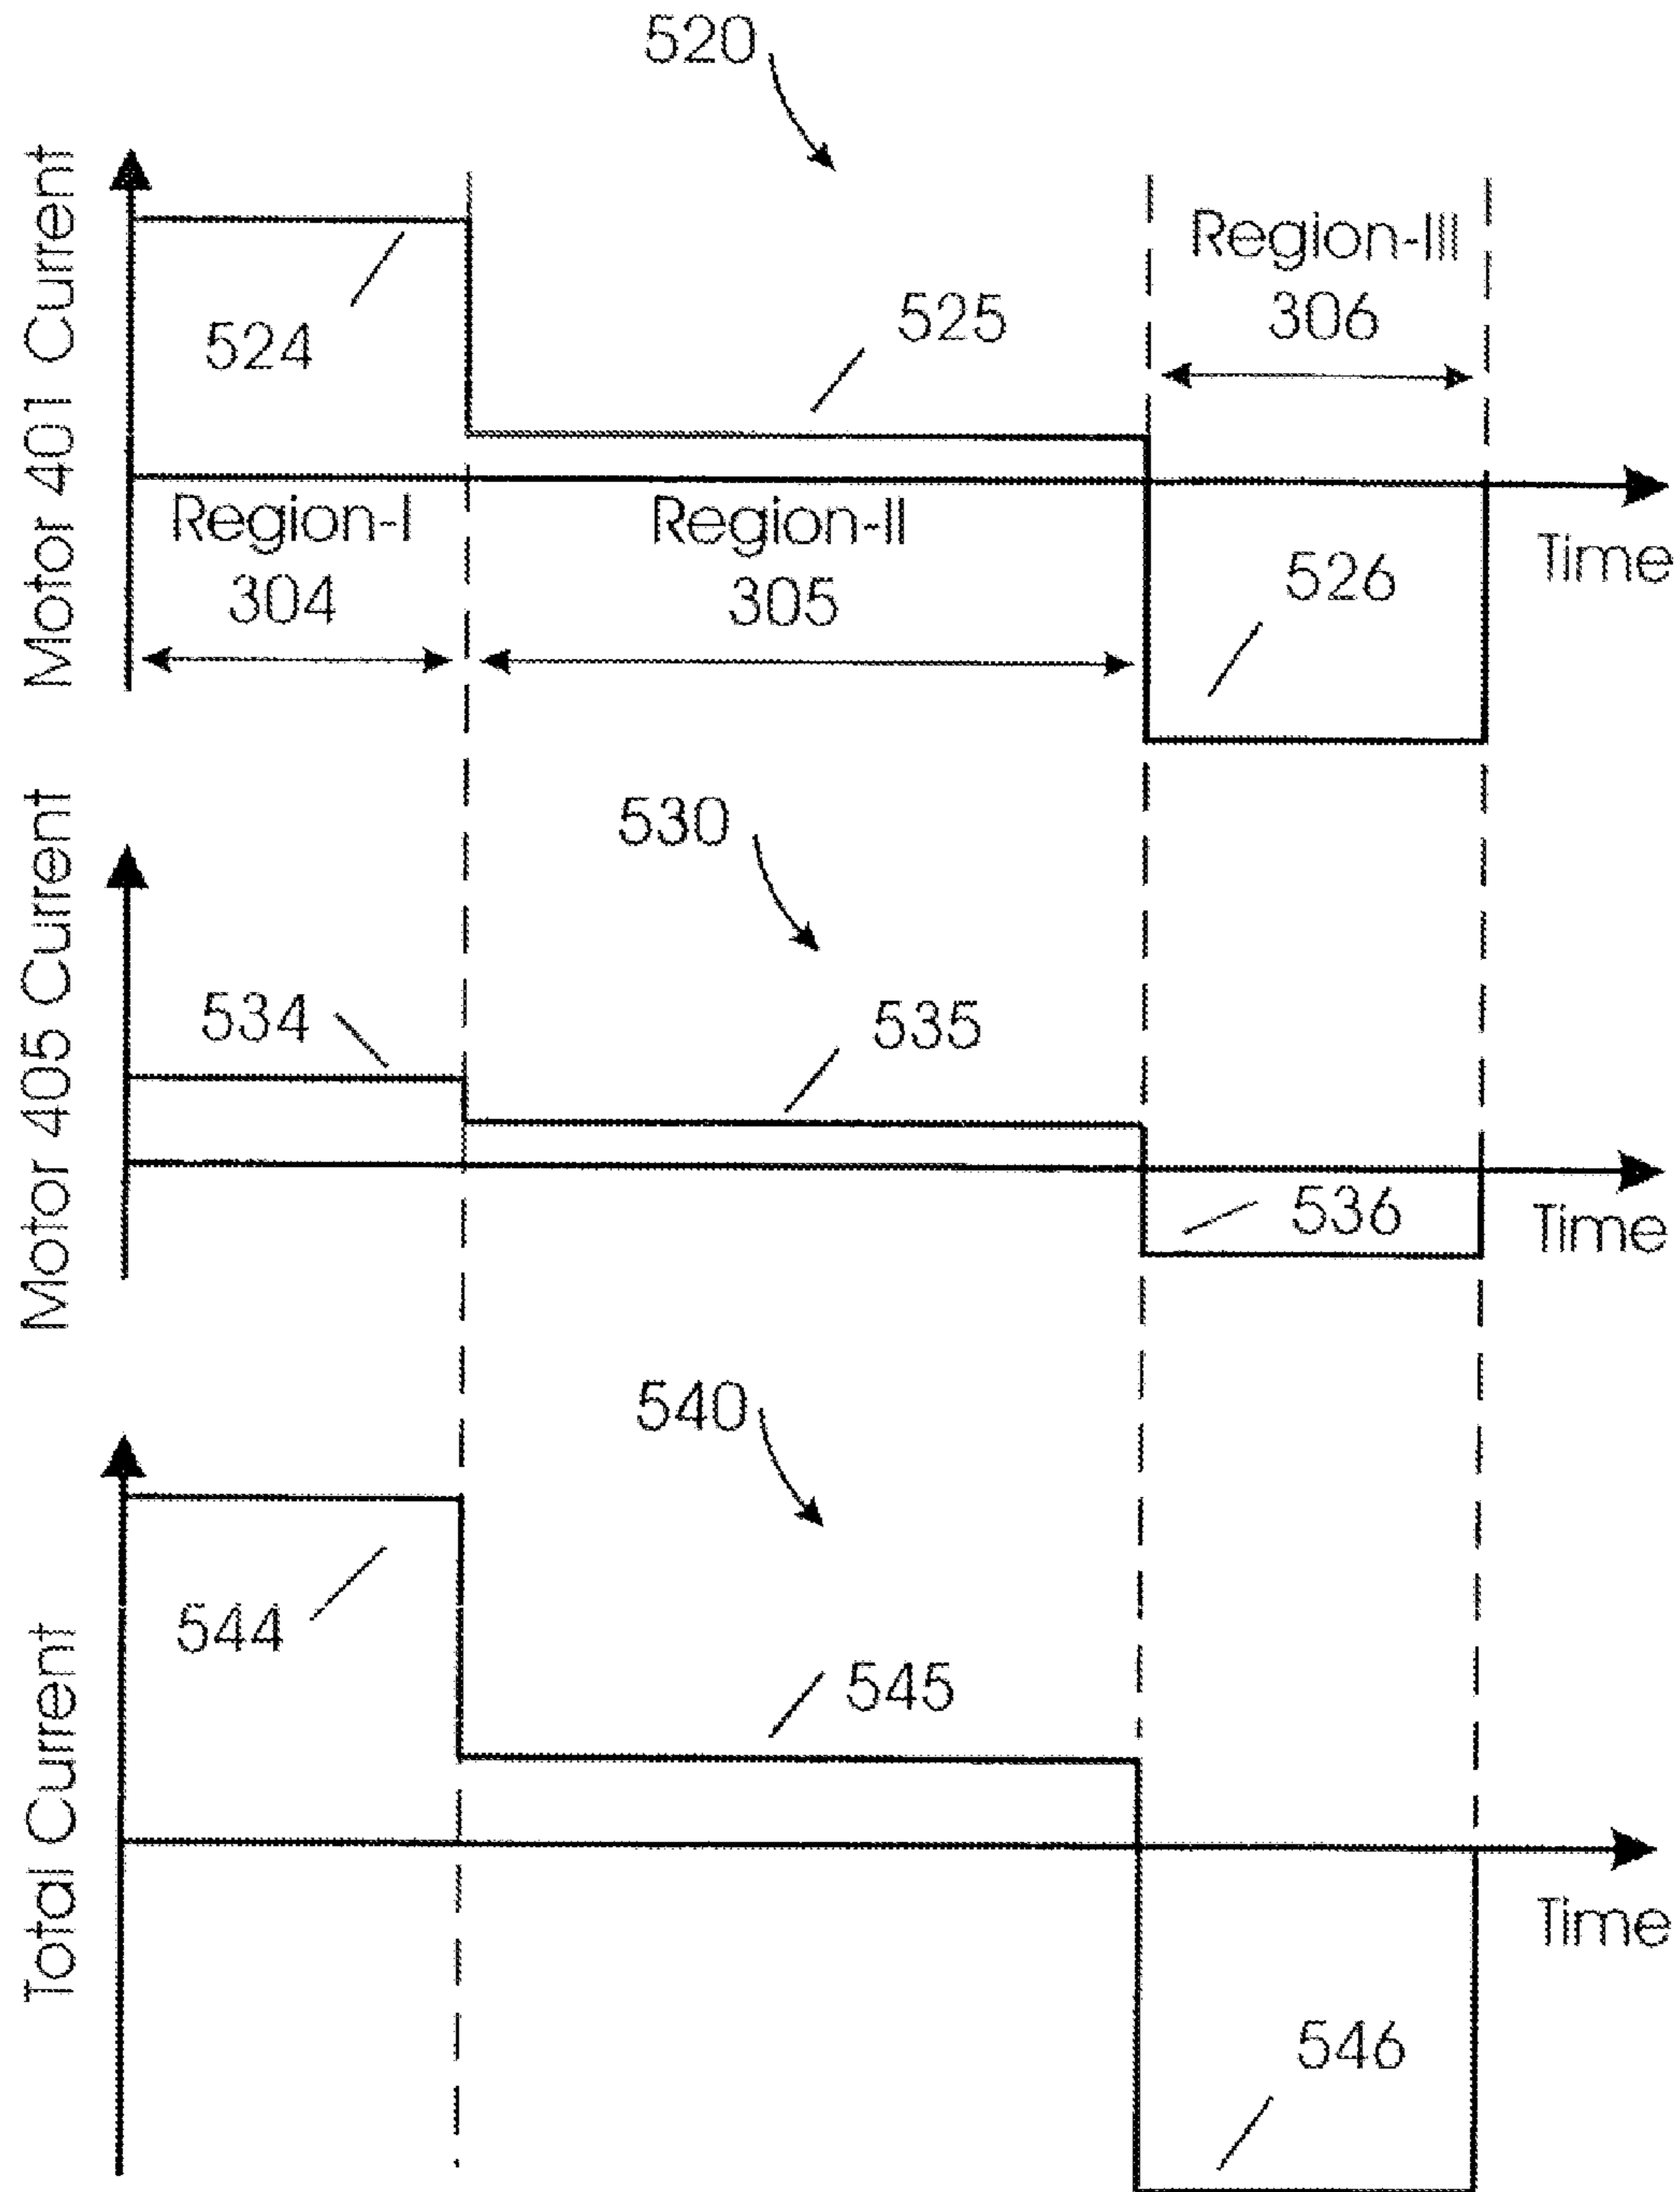 520
Motor 401 Current
Region-III
306
524
525
Region-I
304
Region-II
305
526
Time
530
Motor 405 Current
534
535
536
Time
540
Total Current
544
545
Time
546